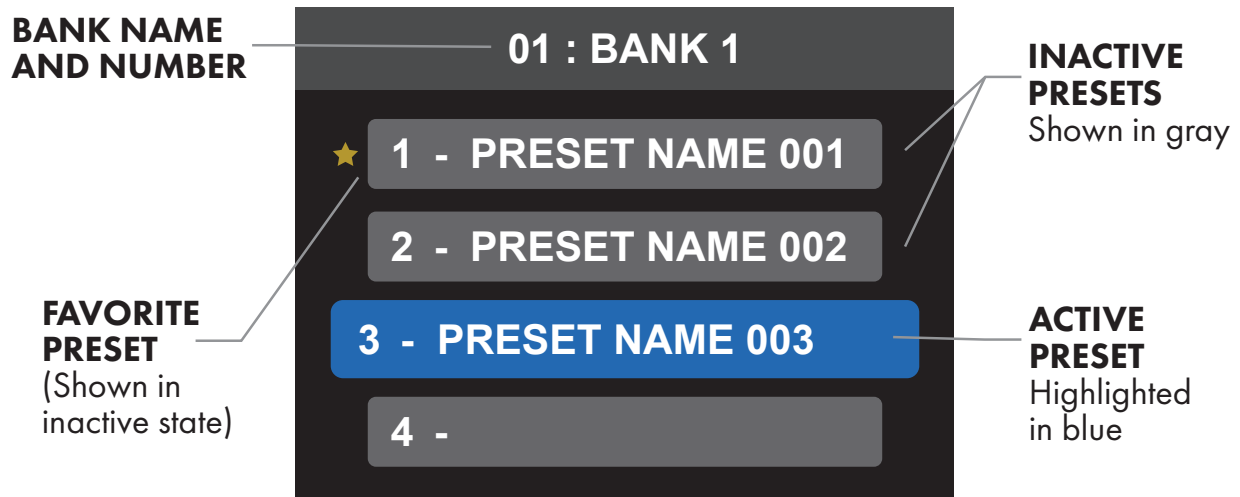 BANK NAME
AND NUMBER
01 : BANK 1
INACTIVE
PRESETS
Shown in gray
1 - PRESET NAME 001
2 - PRESET NAME 002
FAVORITE
PRESET
(Shown in
inactive state)
3 - PRESET NAME 003
ACTIVE
PRESET
Highlighted
in blue
4 -